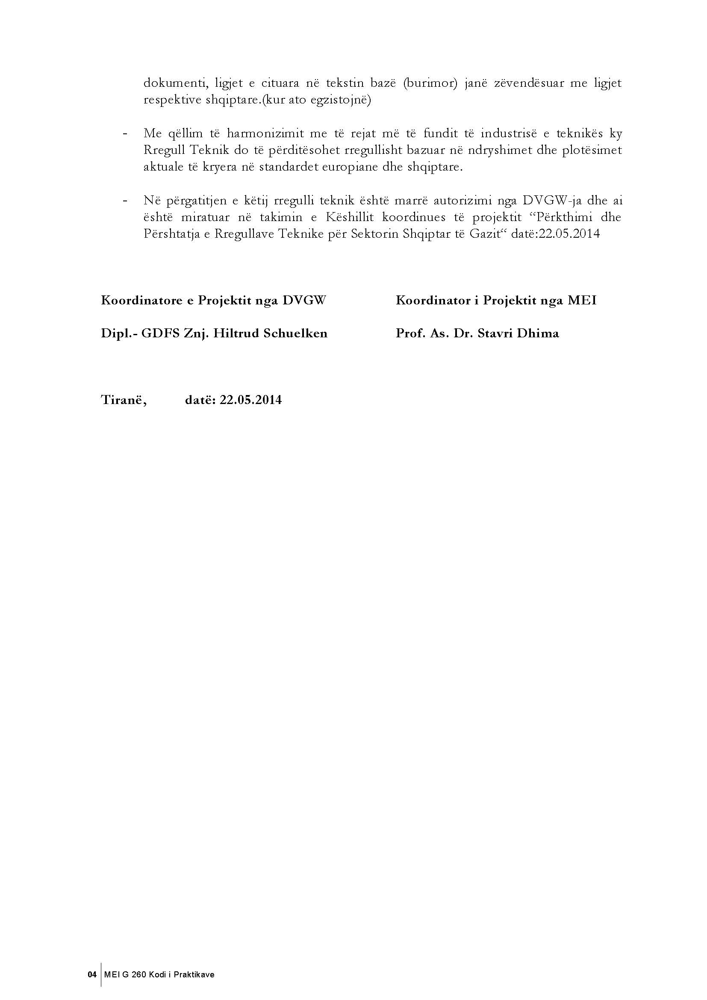 dokumenti, ligjet e cituara në tekstin bazë (burimor) janë zëvendësuar me ligjet
respektive shqiptare.(kur ato egzistojnë)
- Me qëllim të harmonizimit me të rejat më të fundit të industrisë e teknikës ky
Rregull Teknik do të përditësohet rregullisht bazuar në ndryshimet dhe plotësimet
aktuale të kryera në standardet europiane dhe shqiptare.
- Në përgatitjen e këtij rregulli teknik është marrë autorizimi nga DVGW-ja dhe ai
është miratuar në takimin e Këshillit koordinues të projektit “Përkthimi dhe
Përshtatja e Rregullave Teknike për Sektorin Shqiptar të Gazit“ datë:22.05.2014
Koordinatore e Projektit nga DVGW Koordinator i Projektit nga MEI
Dipl.- GDFS Znj. Hiltrud Schuelken Prof. As. Dr. Stavri Dhima
Tiranë, datë: 22.05.2014
04 MEI G 260 Kodi i Praktikave